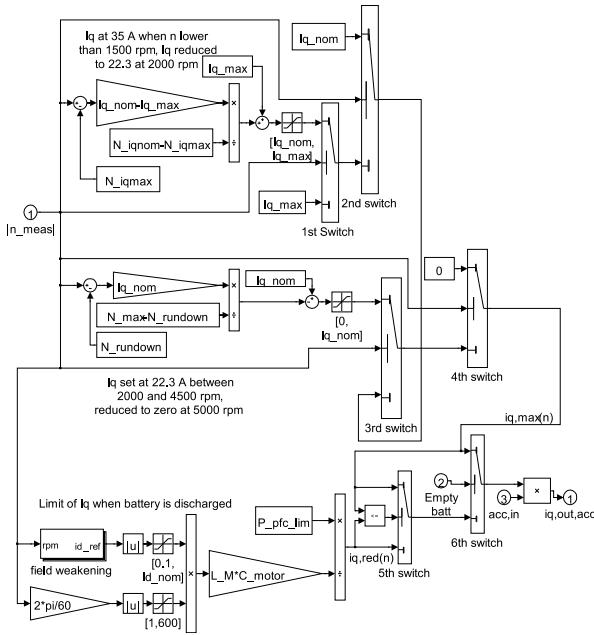 Iq at 35 A when n lower
than 1500 rpm, Iq reduced
to 22.3 at 2000 rpm
Iq_nom
Iq_max
Iq_nom-Iq_max
×
÷
N_iqnom-N_iqmax
N_iqmax
[Iq_nom,
Iq_max]
Iq_max
1st Switch
2nd switch
1
|n_meas|
0
Iq_nom
×
÷
Iq_nom
N_max-N_rundown
N_rundown
[0,
Iq_nom]
Iq set at 22.3 A between
2000 and 4500 rpm,
reduced to zero at 5000 rpm
3rd switch
4th switch
iq,max(n)
Limit of Iq when battery is discharged
P_pfc_lim
×
÷
--
2
Empty
batt
3
acc,in
×
1
iq,out,acc
6th switch
5th switch
iq,red(n)
rpm
id_ref
field weakening
|u|
[0.1,
Id_nom]
×
L_M*C_motor
2*pi/60
|u|
[1,600]